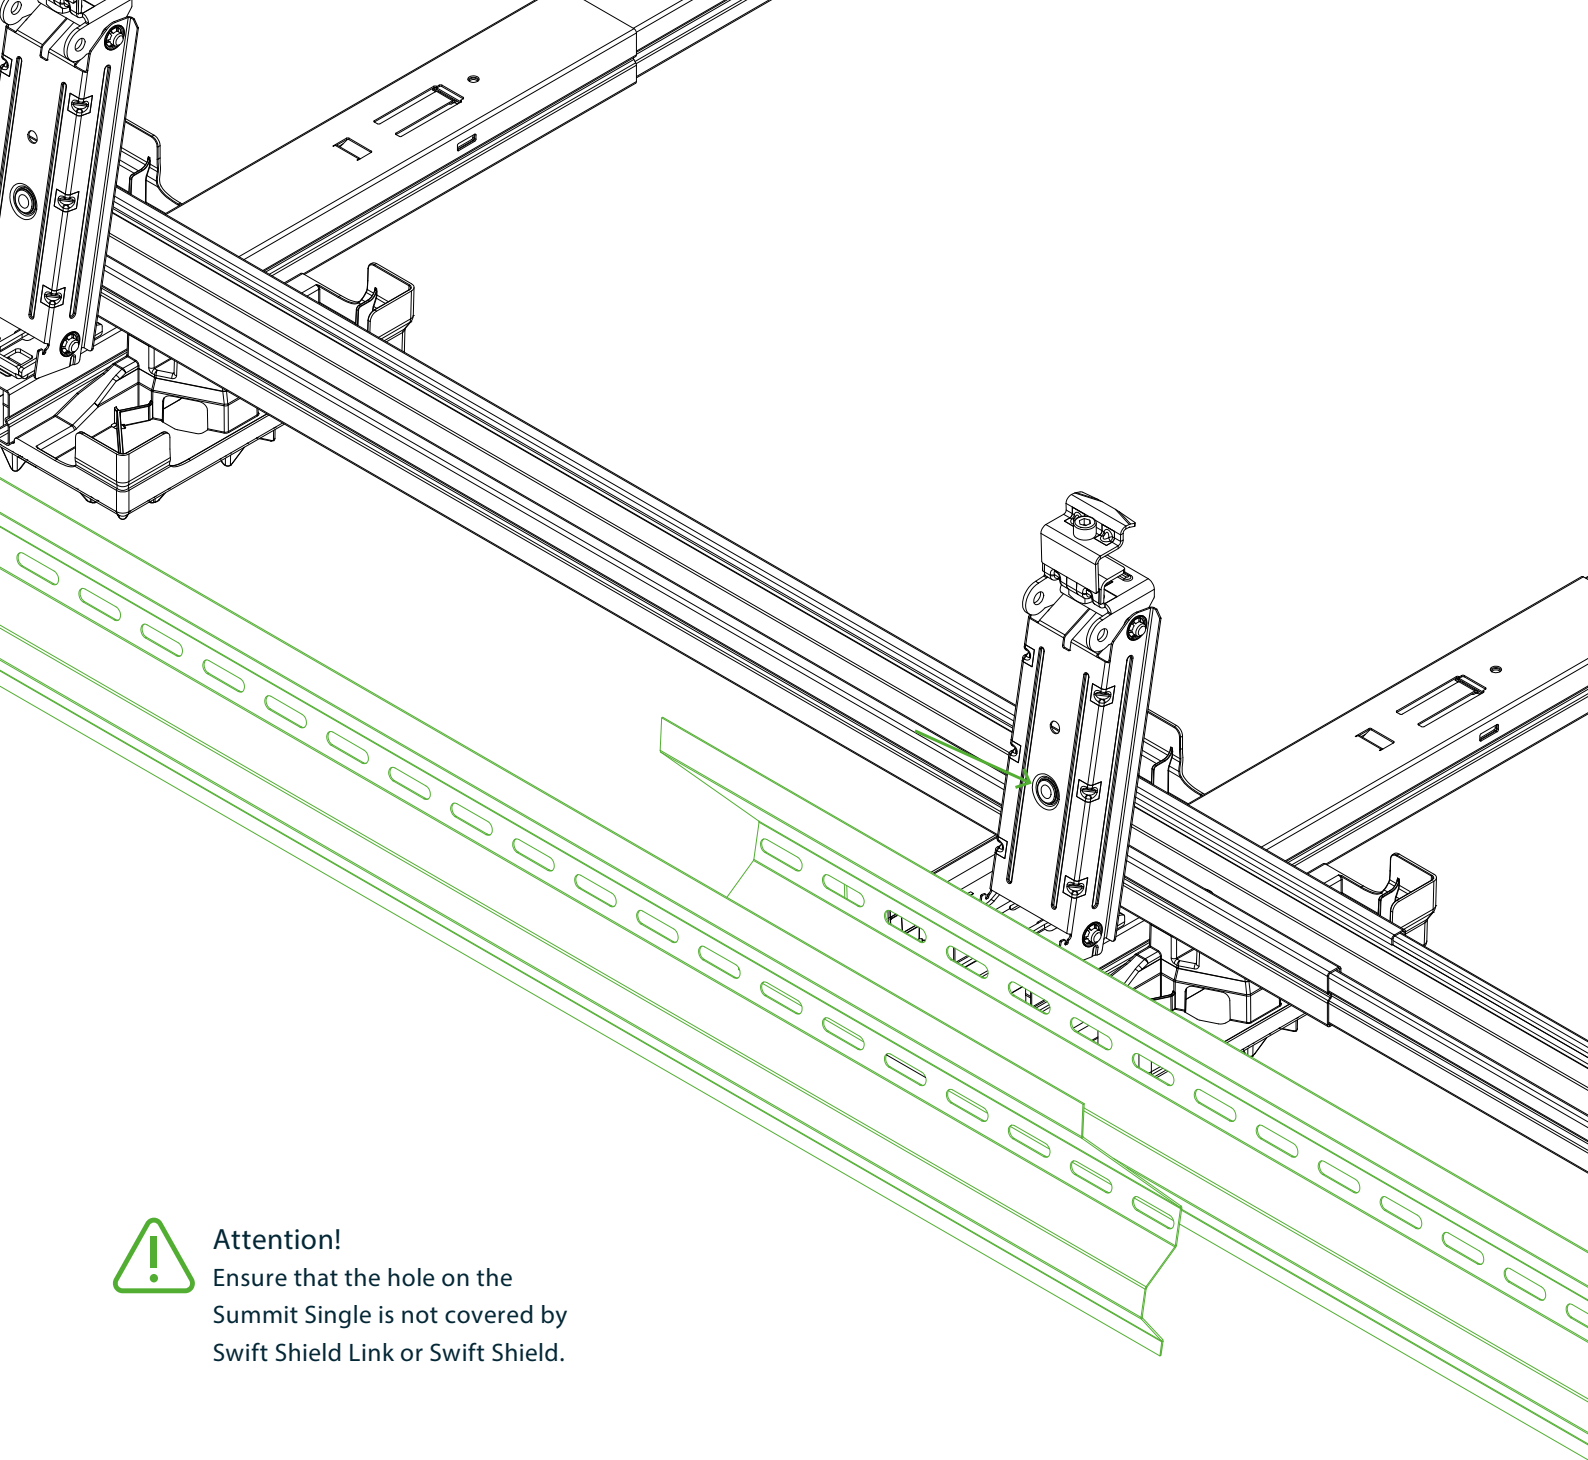 Attention!
Ensure that the hole on the
Summit Single is not covered by
Swift Shield Link or Swift Shield.